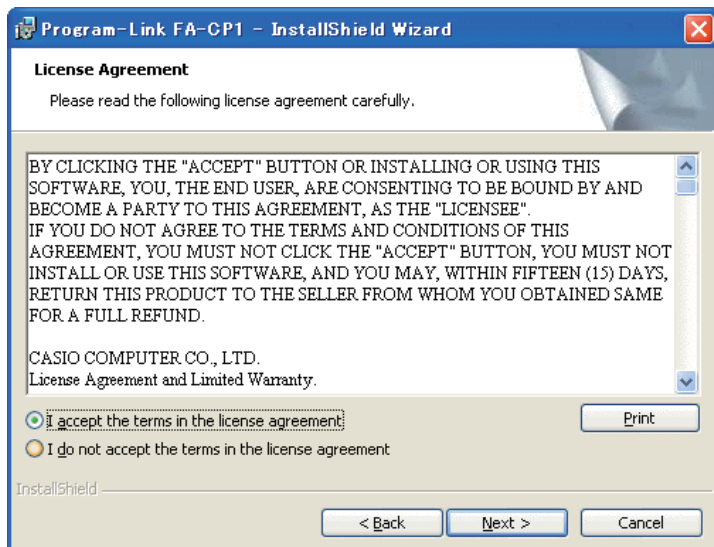 Program-Link FA-CP1 - InstallShield Wizard
License Agreement
Please read the following license agreement carefully.
BY CLICKING THE "ACCEPT" BUTTON OR INSTALLING OR USING THIS
SOFTWARE, YOU, THE END USER, ARE CONSENTING TO BE BOUND BY AND
BECOME A PARTY TO THIS AGREEMENT, AS THE "LICENSEE".
IF YOU DO NOT AGREE TO THE TERMS AND CONDITIONS OF THIS
AGREEMENT, YOU MUST NOT CLICK THE "ACCEPT" BUTTON, YOU MUST NOT
INSTALL OR USE THIS SOFTWARE, AND YOU MAY, WITHIN FIFTEEN (15) DAYS,
RETURN THIS PRODUCT TO THE SELLER FROM WHOM YOU OBTAINED SAME
FOR A FULL REFUND.
CASIO COMPUTER CO., LTD.
License Agreement and Limited Warranty.
I accept the terms in the license agreement
Print
I do not accept the terms in the license agreement
InstallShield
< Back
Next >
Cancel